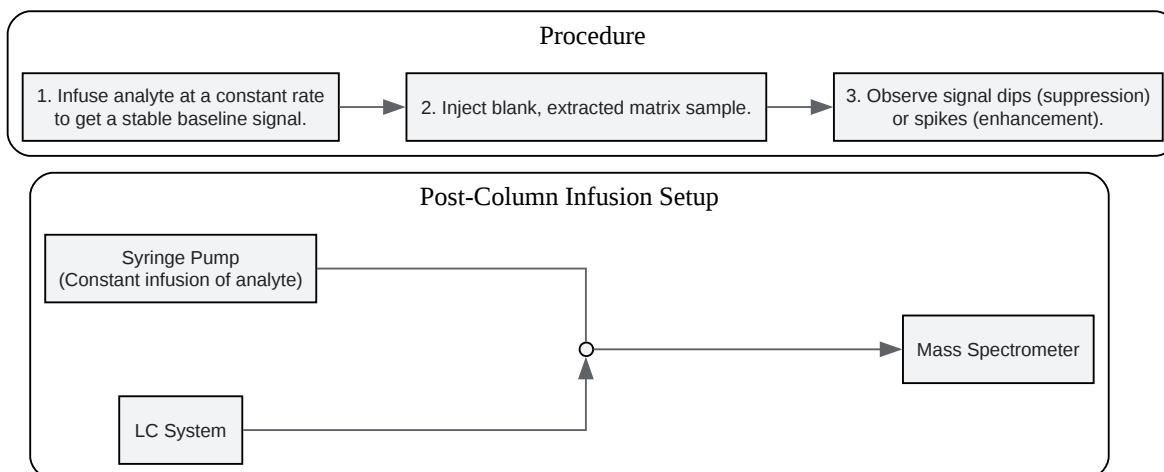 Procedure
1. Infuse analyte at a constant rate
to get a stable baseline signal.
2. Inject blank, extracted matrix sample.
3. Observe signal dips (suppression)
or spikes (enhancement).
Post-Column Infusion Setup
Syringe Pump
(Constant infusion of analyte)
Mass Spectrometer
LC System